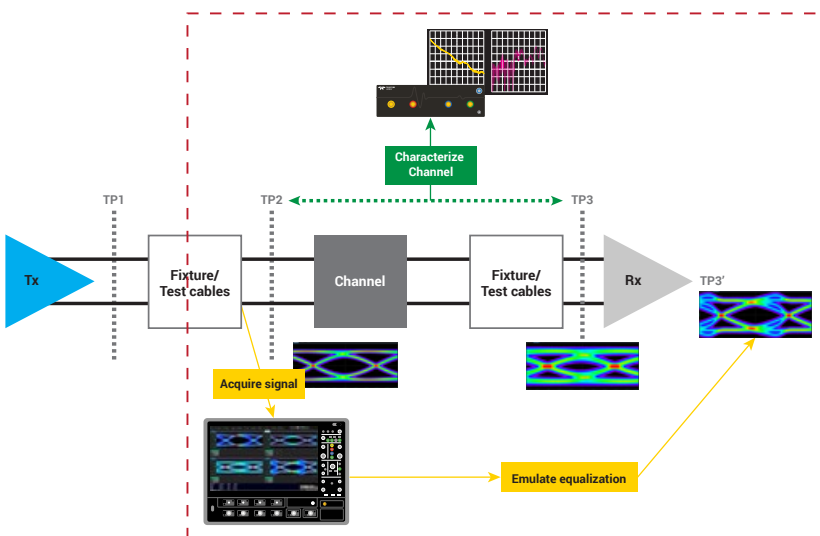 Characterize
Channel
TP1
TP2
TP3
Tx
Fixture/
Test cables
Channel
Fixture/
Test cables
Rx
TP3'
Acquire signal
Emulate equalization